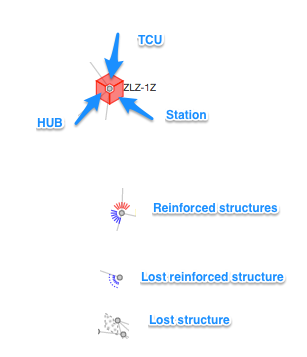 TCU
ZLZ-1Z
HUB
Station
Reinforced structures
Lost reinforced structure
Lost structure